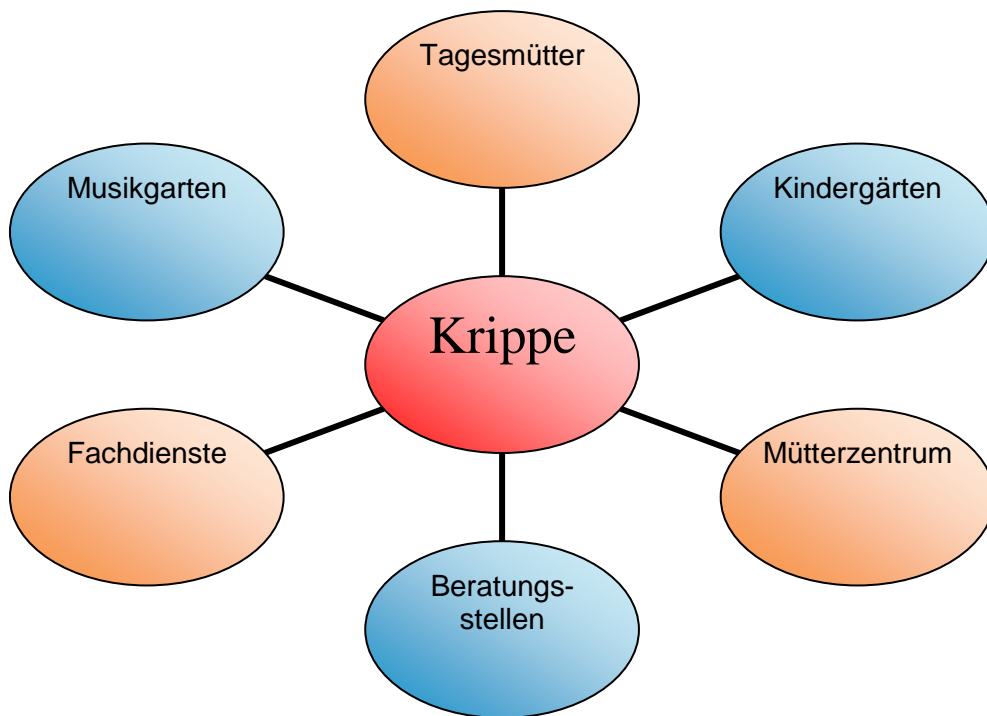 Tagesmütter
Musikgarten
Kindergärten
Krippe
Fachdienste
Mütterzentrum
Beratungs-
stellen